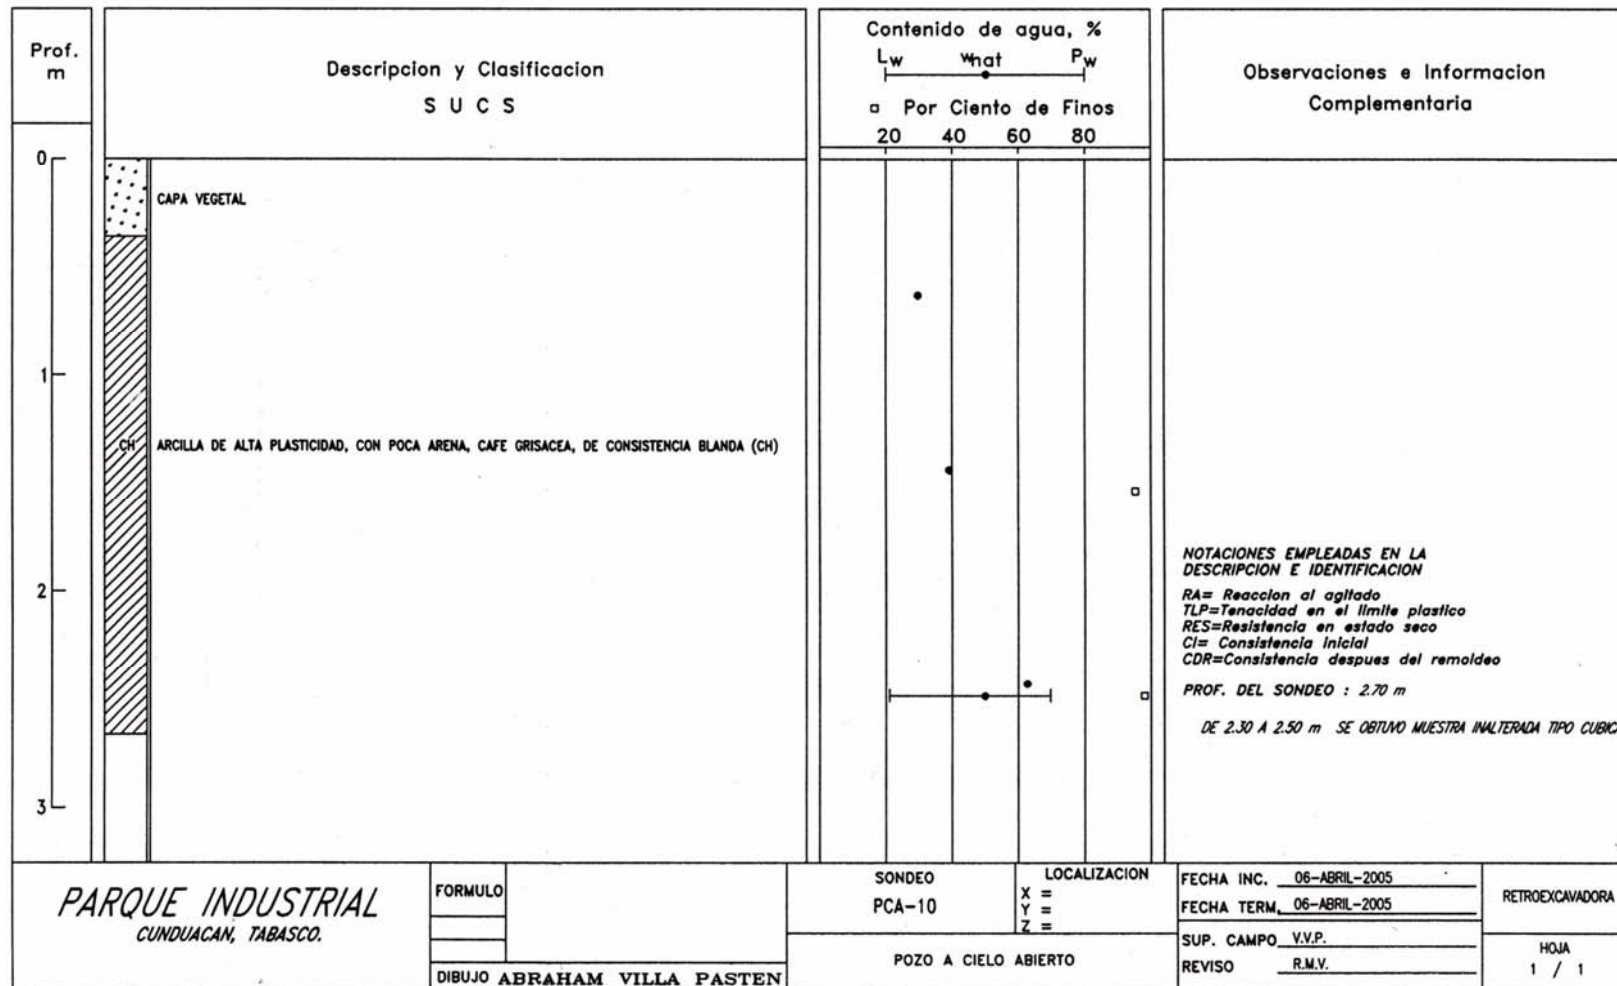 Prof.
m
Descripcion y Clasificacion
S U C S
Contenido de agua, %
Lw Wnat Pw
Por Ciento de Finos
20 40 60 80
Observaciones e Informacion
Complementaria
0
CAPA VEGETAL
1
CH ARCILLA DE ALTA PLASTICIDAD, CON POCA ARENA, CAFE GRISACEA, DE CONSISTENCIA BLANDA (CH)
2
3
NOTACIONES EMPLEADAS EN LA
DESCRIPCION E IDENTIFICACION
RA= Reaccion al agitado
TLP=Tenacidad en el limite plastico
RES=Resistencia en estado seco
CI= Consistencia inicial
CDR=Consistencia despues del remoldeo
PROF. DEL SONDEO : 2.70 m
DE 2.30 A 2.50 m SE OBTUVO MUESTRA INALTERADA TIPO CUBIC
PARQUE INDUSTRIAL
CUNDUACAN, TABASCO.
FORMULO
DIBUJO ABRAHAM VILLA PASTEN
SONDEO
PCA-10
LOCALIZACION
X =
Y =
Z =
POZO A CIELO ABIERTO
FECHA INC. 06-ABRIL-2005
FECHA TERM. 06-ABRIL-2005
SUP. CAMPO V.V.P.
REVISO R.M.V.
RETROEXCAVADORA
HOJA
1 / 1